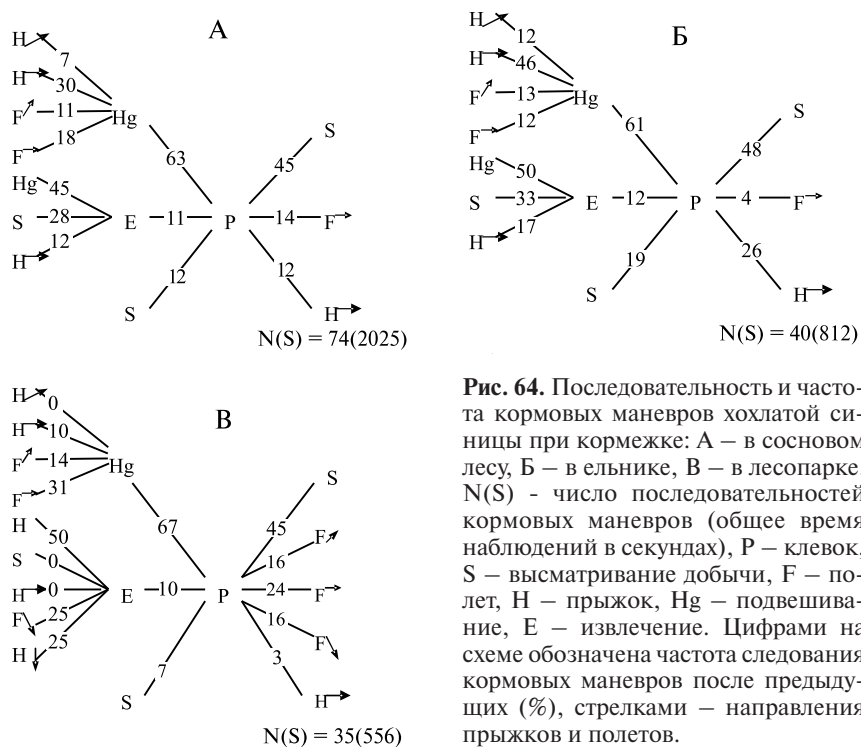 А
H
7
H
30
F
11
Hg
F
18
63
S
45
Hg
45
S
28
E
11
P
14
F
H
12
12
12
S
H
N(S) = 74(2025)
Б
H
12
H
46
F
13
Hg
F
12
61
S
48
Hg
50
S
33
E
12
P
4
F
H
17
19
26
S
H
N(S) = 40(812)
В
H
0
H
10
F
14
Hg
F
31
67
S
45
H
50
F
16
S
0
H
0
E
10
P
24
F
F
25
16
F
H
25
7
3
S
H
N(S) = 35(556)
Рис. 64. Последовательность и часто-
та кормовых маневров хохлатой си-
ницы при кормежке: А – в сосновом
лесу, Б – в ельнике, В – в лесопарке.
N(S) - число последовательностей
кормовых маневров (общее время
наблюдений в секундах), P – клевок,
S – высматривание добычи, F – по-
лет, H – прыжок, Hg – подвешива-
ние, E – извлечение. Цифрами на
схеме обозначена частота следования
кормовых маневров после предыду-
щих (%), стрелками – направления
прыжков и полетов.